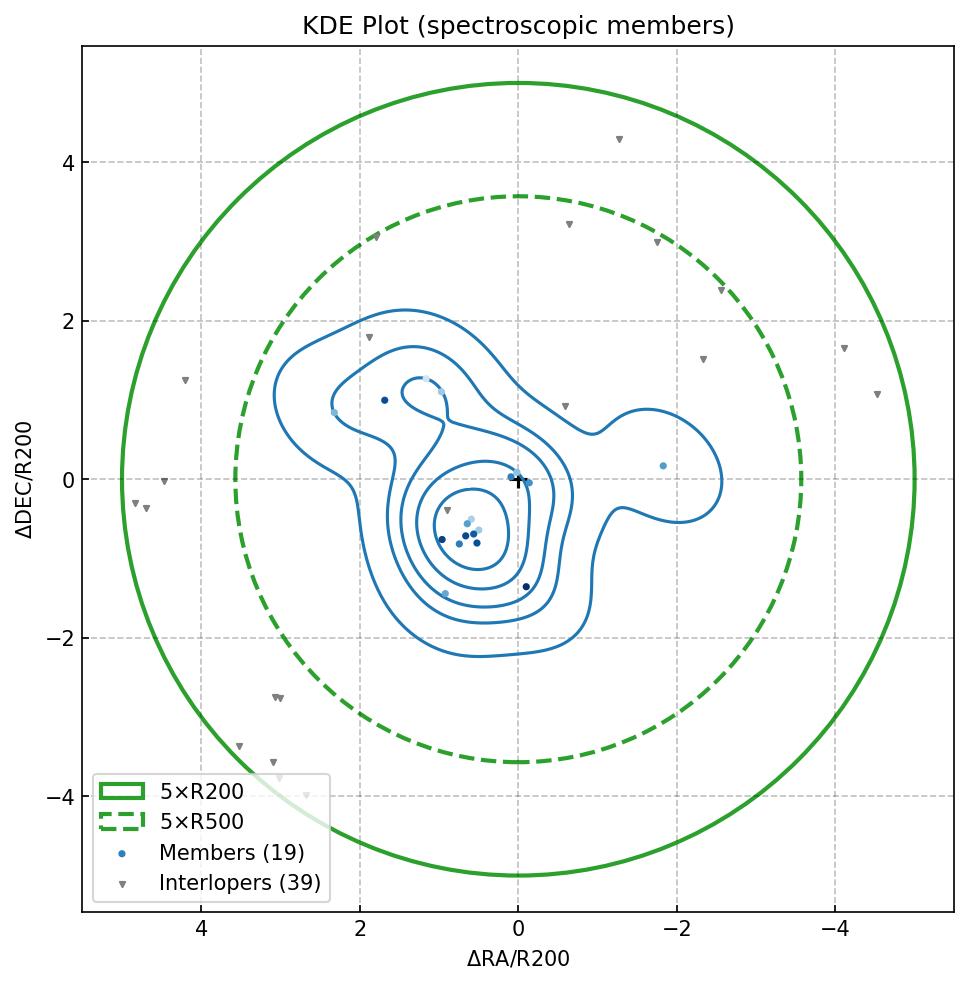 KDE Plot (spectroscopic members)
ΔDEC/R200
4
2
0
−2
−4
5×R200
5×R500
Members (19)
Interlopers (39)
4
2
0
−2
−4
ΔRA/R200